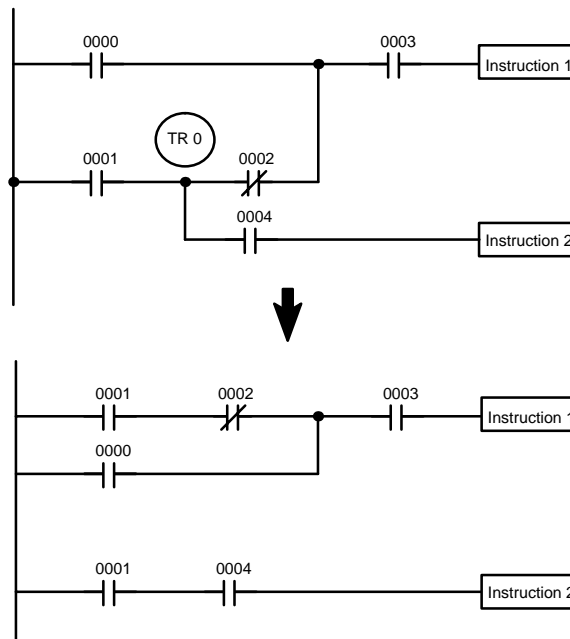 0000 0003
Instruction 1
TR 0
0001 0002
0004
Instruction 2
0001 0002 0003
Instruction 1
0000
0001 0004
Instruction 2